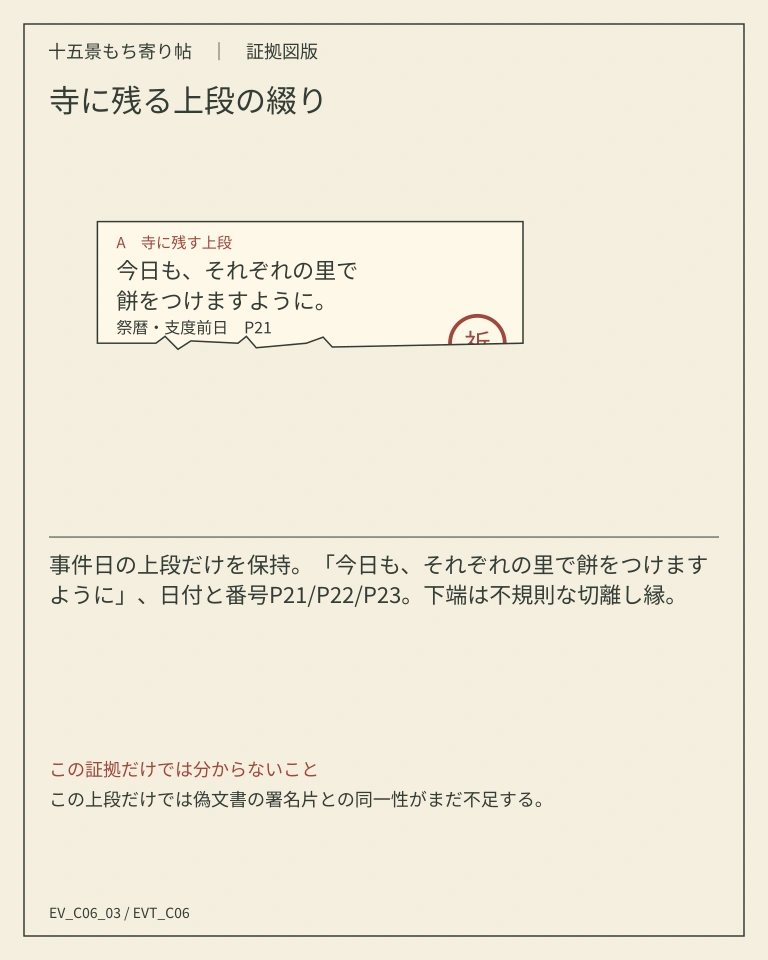 十五景もち寄り帖 | 証拠図版
寺に残る上段の綴り
A 寺に残す上段
今日も、それぞれの里で
餅をつけますように。
祭暦・支度前日 P21
祈
事件日の上段だけを保持。「今日も、それぞれの里で餅をつけます
ように」、日付と番号P21/P22/P23。下端は不規則な切離し縁。
この証拠だけでは分からないこと
この上段だけでは偽文書の署名片との同一性がまだ不足する。
EV_C06_03 / EVT_C06